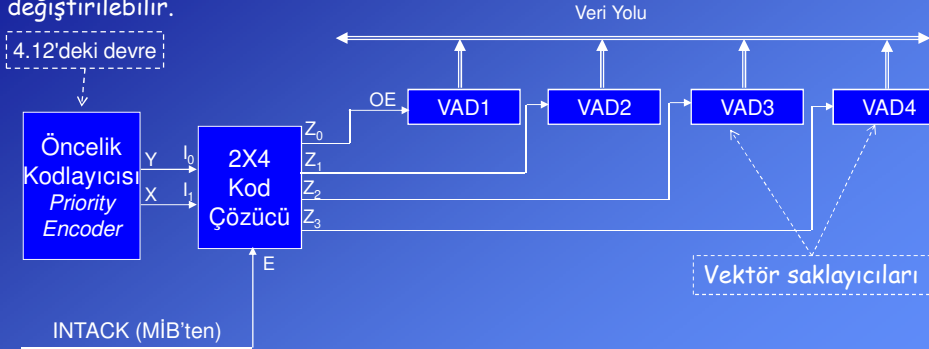 değiştirilebilir.
Veri Yolu
4.12'deki devre
OE
VAD1
VAD2
VAD3
VAD4
Öncelik
Kodlayıcısı
Priority
Encoder
Y
X
I0
I1
2X4
Kod
Çözücü
Z0
Z1
Z2
Z3
E
Vektör saklayıcıları
INTACK (MİB'ten)